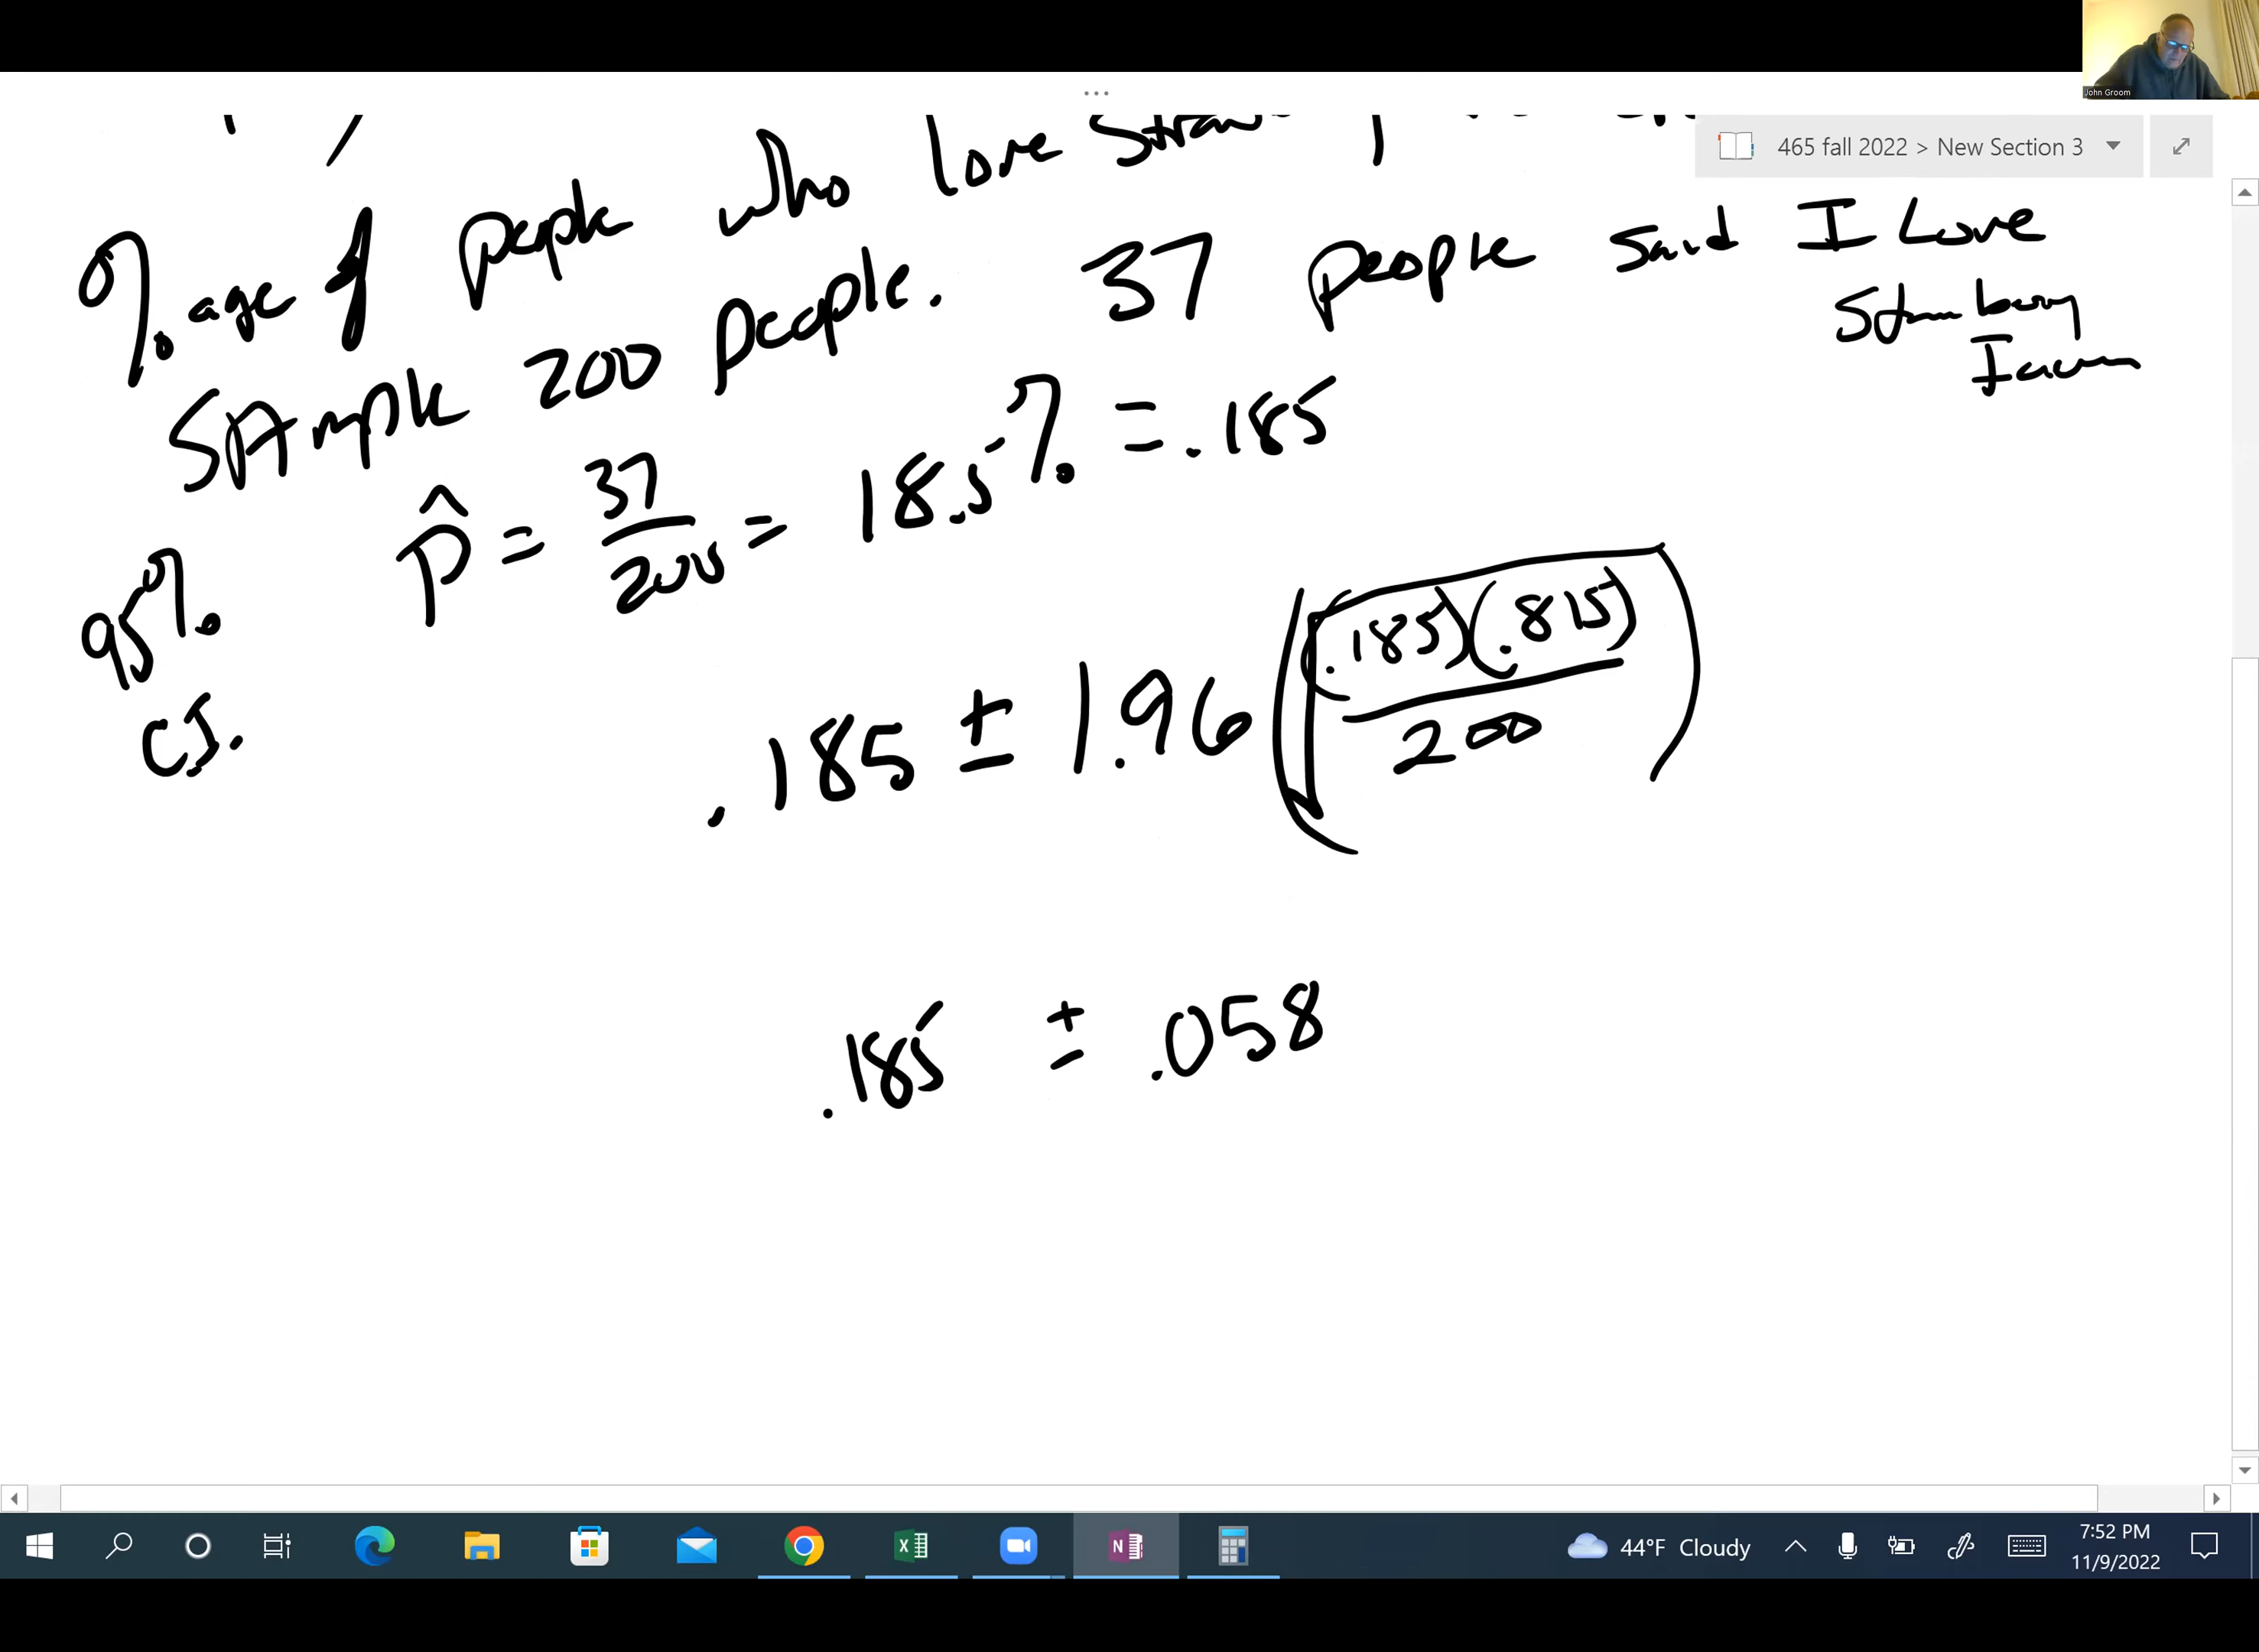 John Groom
465 fall 2022 > New Section 3
who love
%age of people
Sample 200 people. 37 people said I Love
Strawberry
p̂ = 37/200 = 18.5% = .185
95%
C.I.
.185 ± 1.96 (√((.185)(.815)/200))
.185 ± .058
44°F Cloudy
7:52 PM
11/9/2022